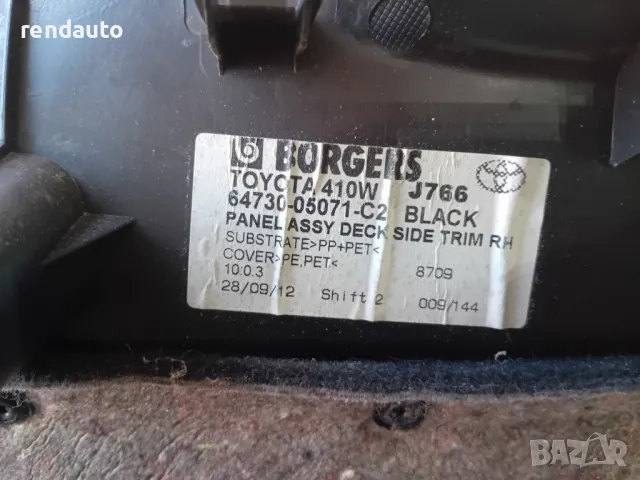 rendauto
BORGERS
TOYOTA 410W J766
64730-05071-C2 BLACK
PANEL ASSY DECK SIDE TRIM RH
SUBSTRATE>PP+PET<
COVER>PE,PET<
10:0.3 8709
28/09/12 Shift 2 009/144
BAZAR
bg